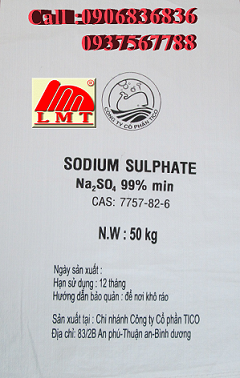 Call :0906836836
0937567788
LMT
CÔNG TY CỔ PHẦN TICO
SODIUM SULPHATE
Na₂SO₄ 99% min
CAS: 7757-82-6
N.W : 50 kg
Ngày sản xuất :
Hạn sử dụng : 12 tháng
Hướng dẫn bảo quản : để nơi khô ráo
Sản xuất tại : Chi nhánh Công ty Cổ phần TICO
Địa chỉ: 83/2B An phú-Thuận an-Bình dương